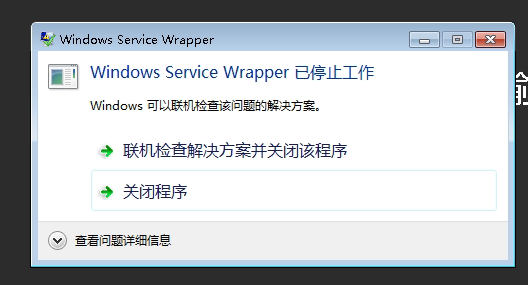 Windows Service Wrapper
Windows Service Wrapper 已停止工作
Windows 可以联机检查该问题的解决方案。
联机检查解决方案并关闭该程序
关闭程序
查看问题详细信息